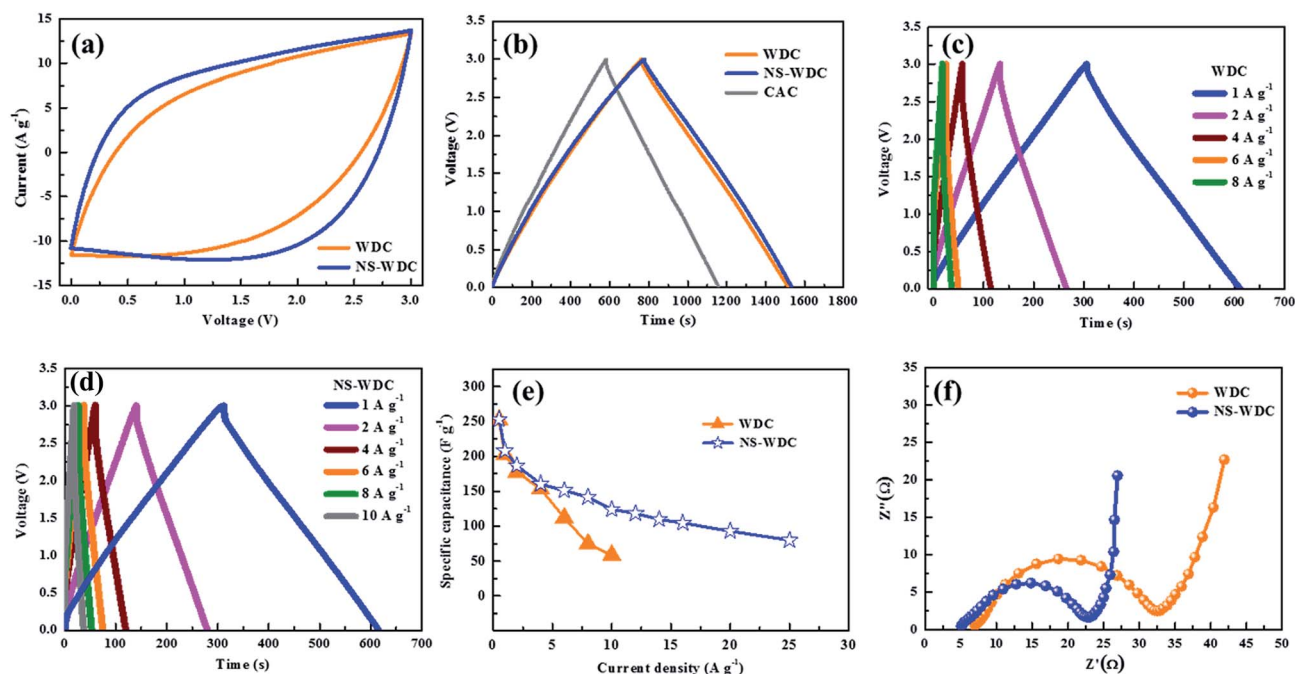 (a)
Current (A g⁻¹)
15
10
5
0
-5
-10
-15
0.0 0.5 1.0 1.5 2.0 2.5 3.0
Voltage (V)
WDC
NS-WDC
(b)
Voltage (V)
3.5
3.0
2.5
2.0
1.5
1.0
0.5
0.0
0 200 400 600 800 1000 1200 1400 1600 1800
Time (s)
WDC
NS-WDC
CAC
(c)
Voltage (V)
3.5
3.0
2.5
2.0
1.5
1.0
0.5
0.0
0 100 200 300 400 500 600 700
Time (s)
WDC
1 A g⁻¹
2 A g⁻¹
4 A g⁻¹
6 A g⁻¹
8 A g⁻¹
(d)
Voltage (V)
3.5
3.0
2.5
2.0
1.5
1.0
0.5
0.0
0 100 200 300 400 500 600 700
Time (s)
NS-WDC
1 A g⁻¹
2 A g⁻¹
4 A g⁻¹
6 A g⁻¹
8 A g⁻¹
10 A g⁻¹
(e)
Specific capacitance (F g⁻¹)
300
250
200
150
100
50
0
0 5 10 15 20 25 30
Current density (A g⁻¹)
WDC
NS-WDC
(f)
Z''(Ω)
35
30
25
20
15
10
5
0
0 5 10 15 20 25 30 35 40 45 50
Z'(Ω)
WDC
NS-WDC